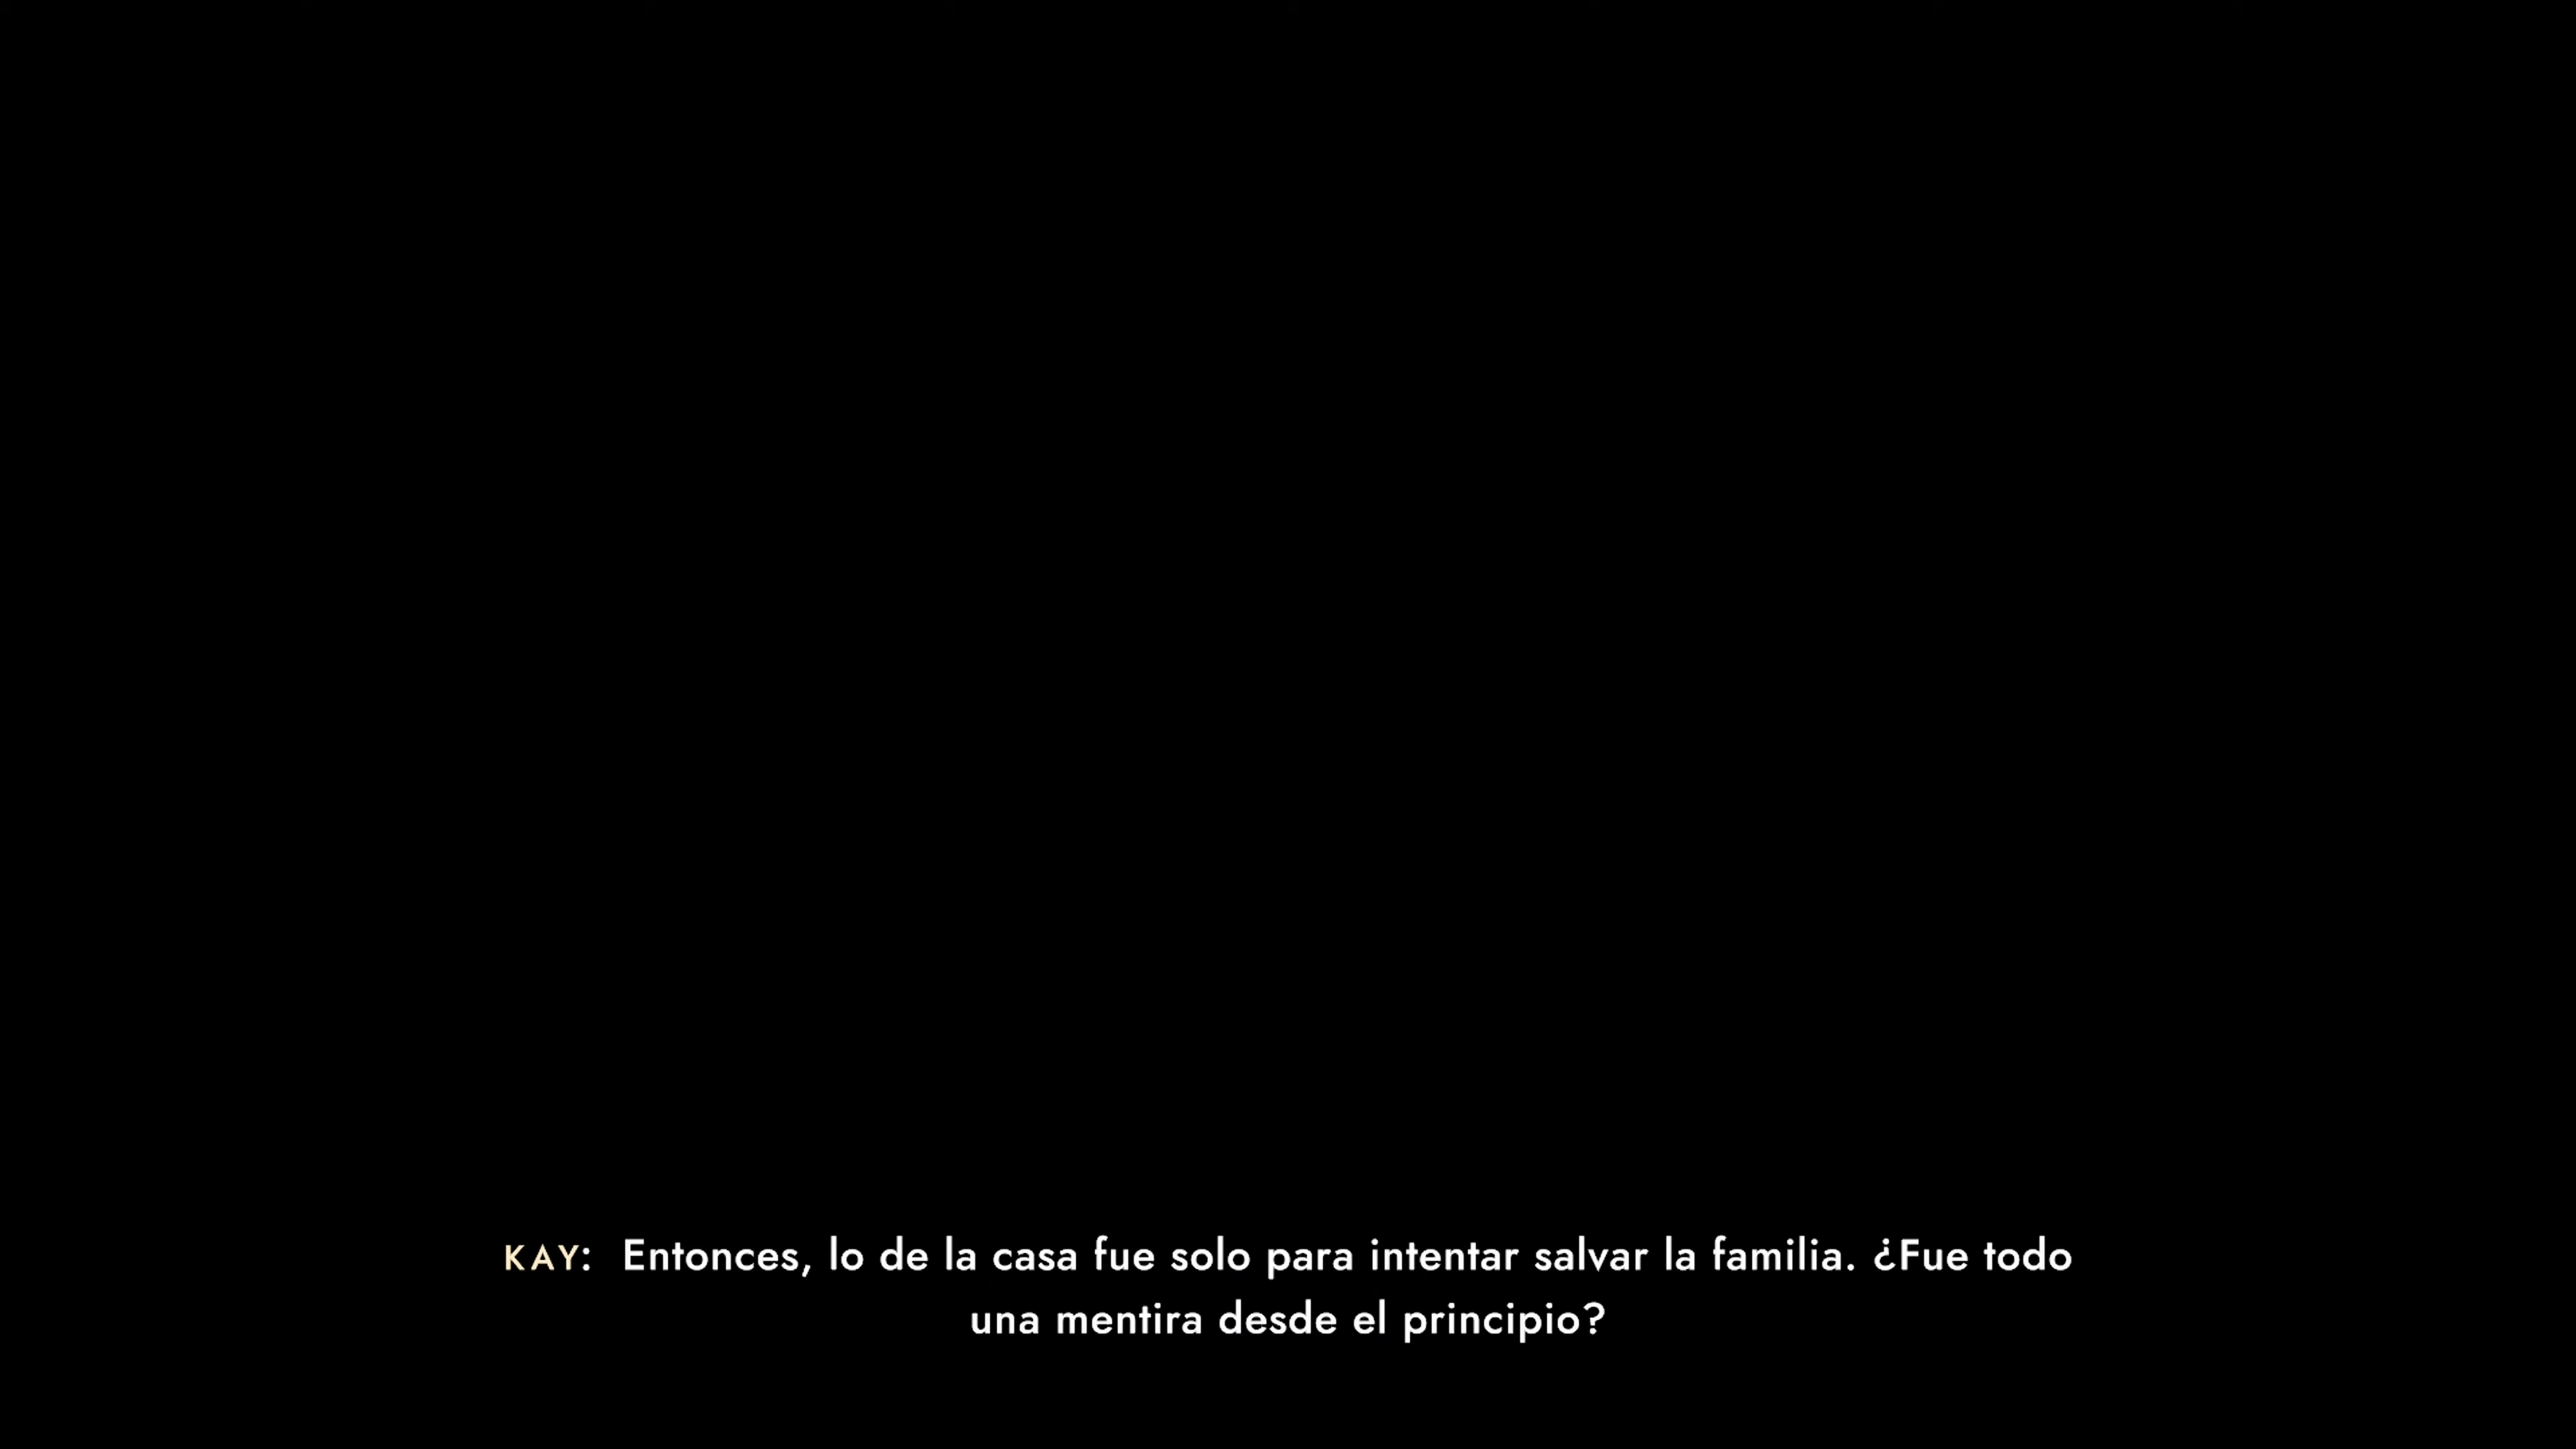 KAY: Entonces, lo de la casa fue solo para intentar salvar la familia. ¿Fue todo
una mentira desde el principio?